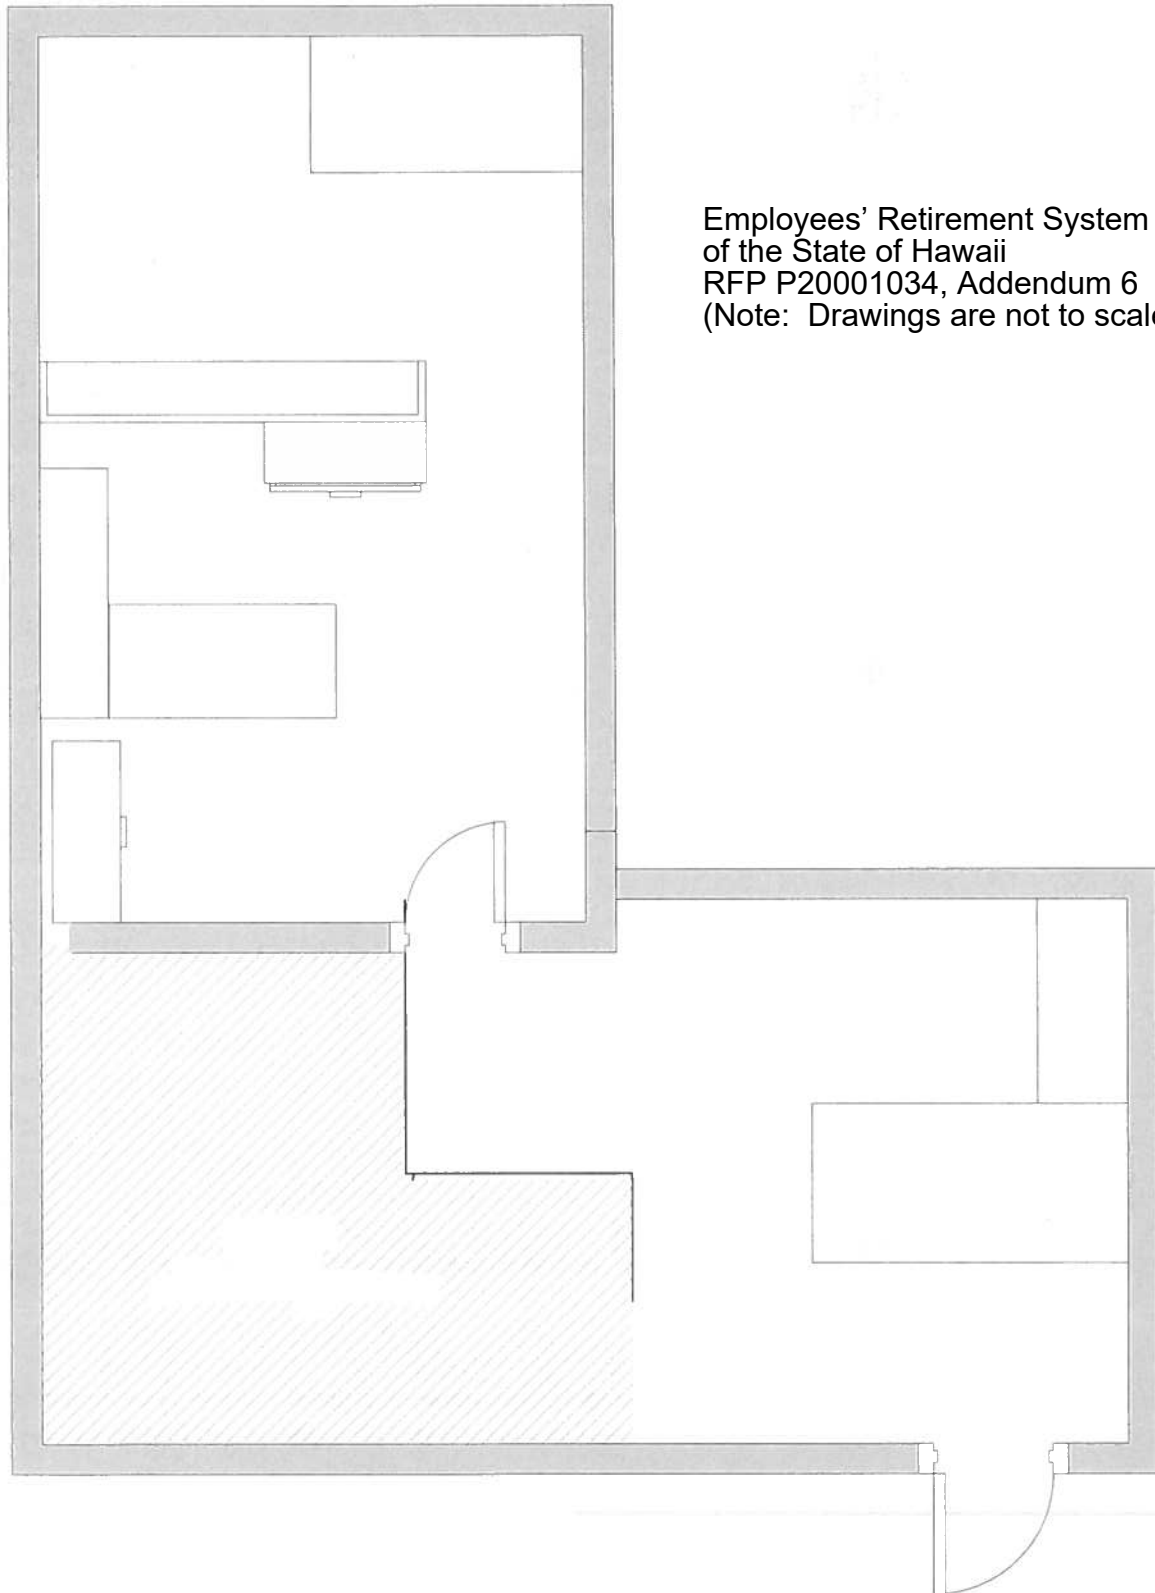 Employees’ Retirement System
of the State of Hawaii
RFP P20001034, Addendum 6
(Note:  Drawings are not to scale